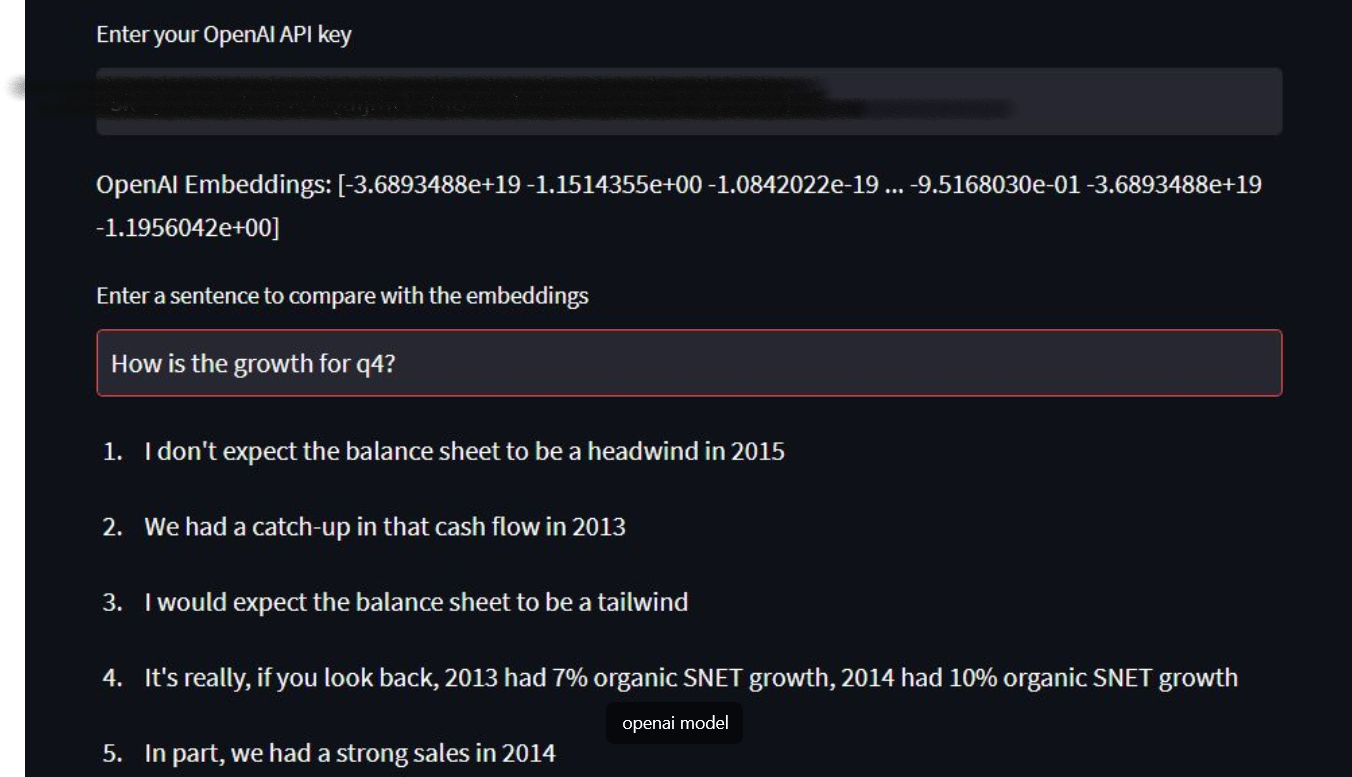 Enter your OpenAI API key
OpenAI Embeddings: [-3.6893488e+19 -1.1514355e+00 -1.0842022e-19 ... -9.5168030e-01 -3.6893488e+19
-1.1956042e+00]
Enter a sentence to compare with the embeddings
How is the growth for q4?
1. I don't expect the balance sheet to be a headwind in 2015
2. We had a catch-up in that cash flow in 2013
3. I would expect the balance sheet to be a tailwind
4. It's really, if you look back, 2013 had 7% organic SNET growth, 2014 had 10% organic SNET growth
openai model
5. In part, we had a strong sales in 2014